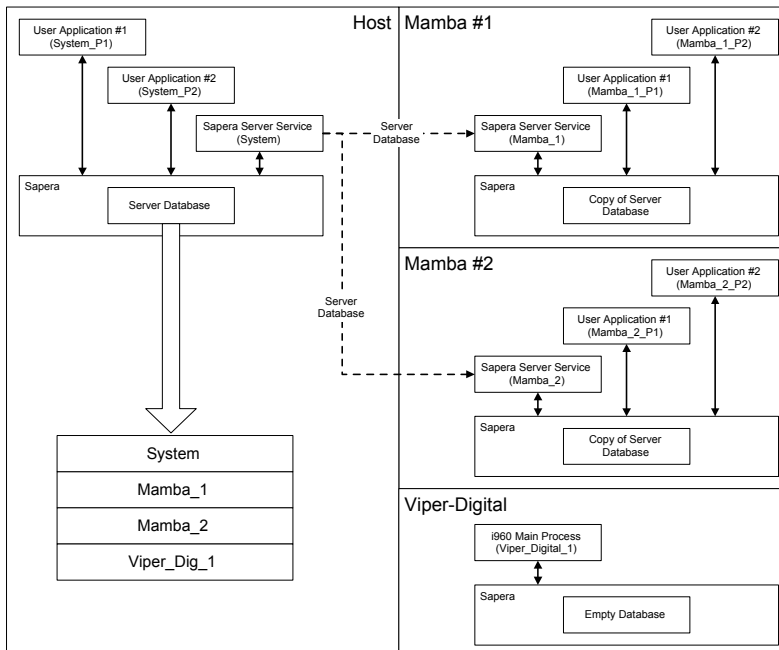 Host
User Application #1
(System_P1)
User Application #2
(System_P2)
Sapera Server Service
(System)
Sapera
Server Database
Server
Database
Server
Database
System
Mamba_1
Mamba_2
Viper_Dig_1
Mamba #1
User Application #2
(Mamba_1_P2)
User Application #1
(Mamba_1_P1)
Sapera Server Service
(Mamba_1)
Sapera
Copy of Server
Database
Mamba #2
User Application #2
(Mamba_2_P2)
User Application #1
(Mamba_2_P1)
Sapera Server Service
(Mamba_2)
Sapera
Copy of Server
Database
Viper-Digital
i960 Main Process
(Viper_Digital_1)
Sapera
Empty Database